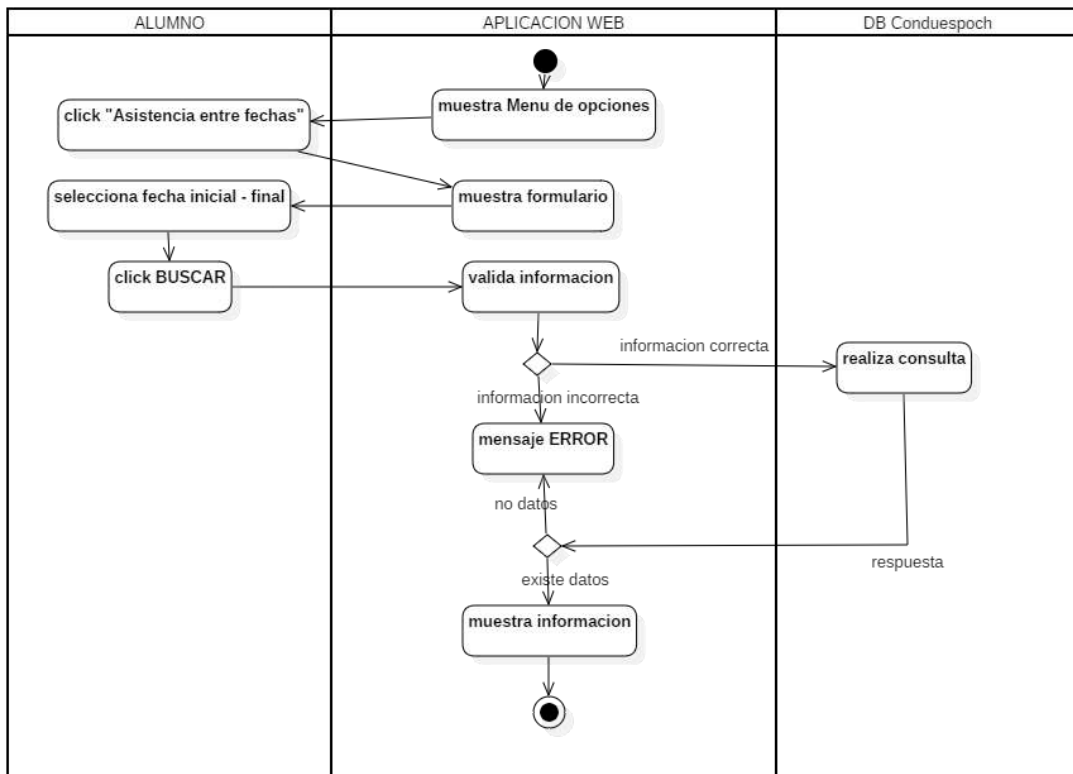 ALUMNO
APLICACION WEB
DB Conduespoch
muestra Menu de opciones
click "Asistencia entre fechas"
selecciona fecha inicial - final
muestra formulario
click BUSCAR
valida informacion
informacion correcta
realiza consulta
informacion incorrecta
mensaje ERROR
no datos
respuesta
existe datos
muestra informacion